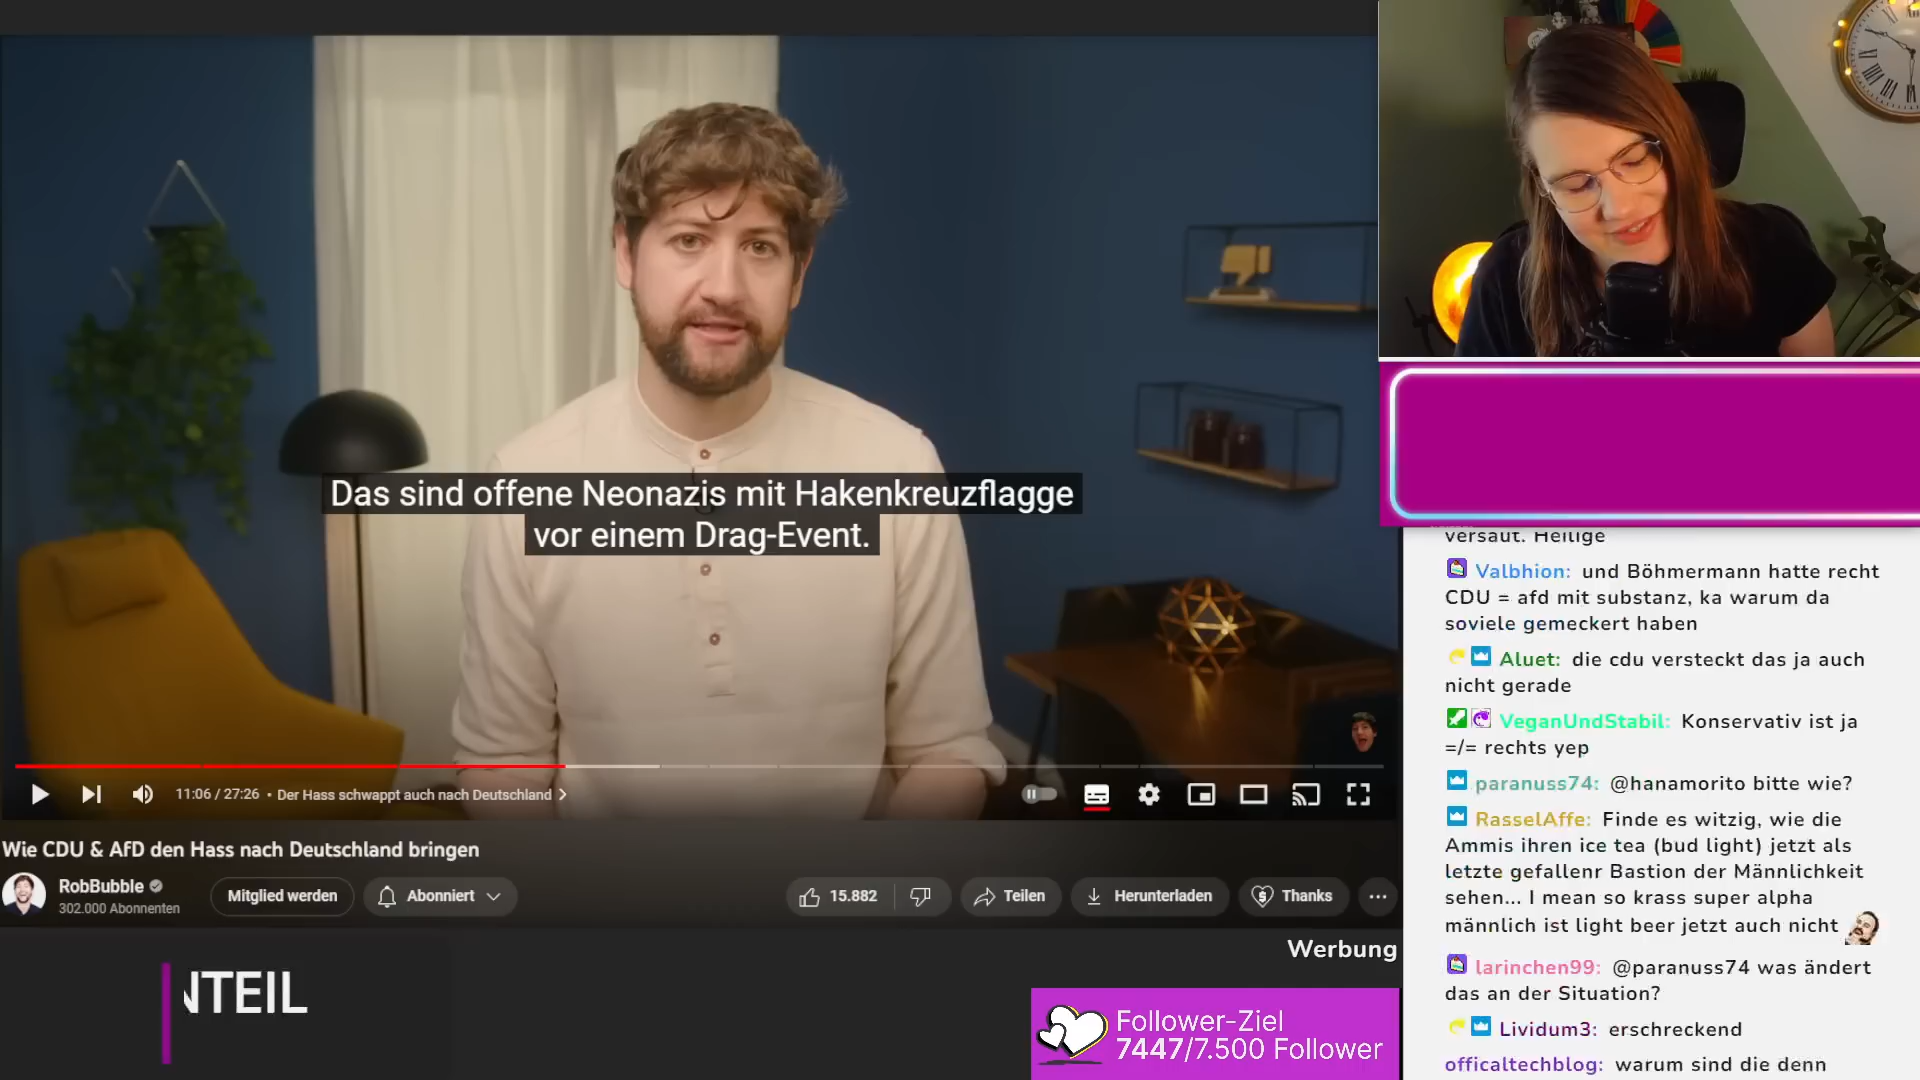 Das sind offene Neonazis mit Hakenkreuzflagge
vor einem Drag-Event.
11:06 / 27:26 • Der Hass schwappt auch nach Deutschland
Wie CDU & AfD den Hass nach Deutschland bringen
RobBubble
302.000 Abonnenten
Mitglied werden
Abonniert
15.882
Teilen
Herunterladen
Thanks
Werbung
NTEIL
Follower-Ziel
7447/7.500 Follower
versaut. Heilige
Valbhion: und Böhmermann hatte recht
CDU = afd mit substanz, ka warum da
soviele gemeckert haben
Aluet: die cdu versteckt das ja auch
nicht gerade
VeganUndStabil: Konservativ ist ja
=/= rechts yep
paranuss74: @hanamorito bitte wie?
RasselAffe: Finde es witzig, wie die
Ammis ihren ice tea (bud light) jetzt als
letzte gefallenr Bastion der Männlichkeit
sehen... I mean so krass super alpha
männlich ist light beer jetzt auch nicht
larinchen99: @paranuss74 was ändert
das an der Situation?
Lividum3: erschreckend
officaltechblog: warum sind die denn